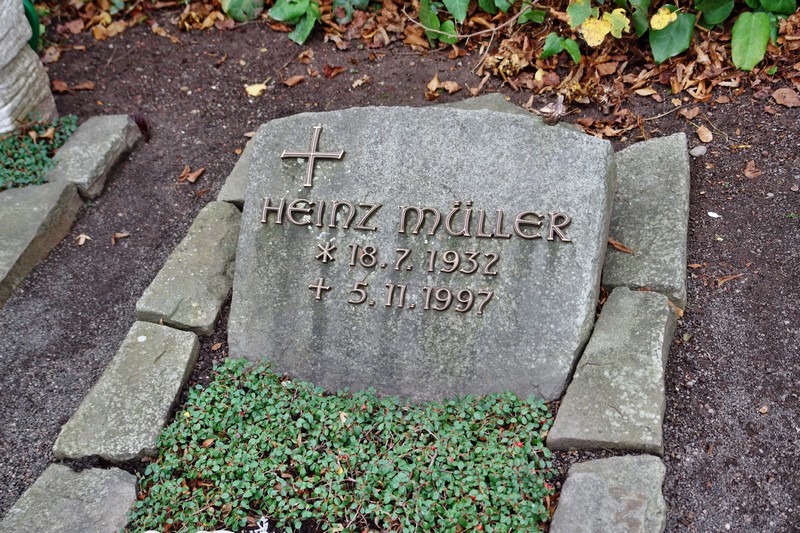 HEINZ MÜLLER
* 18.7.1932
† 5.11.1997